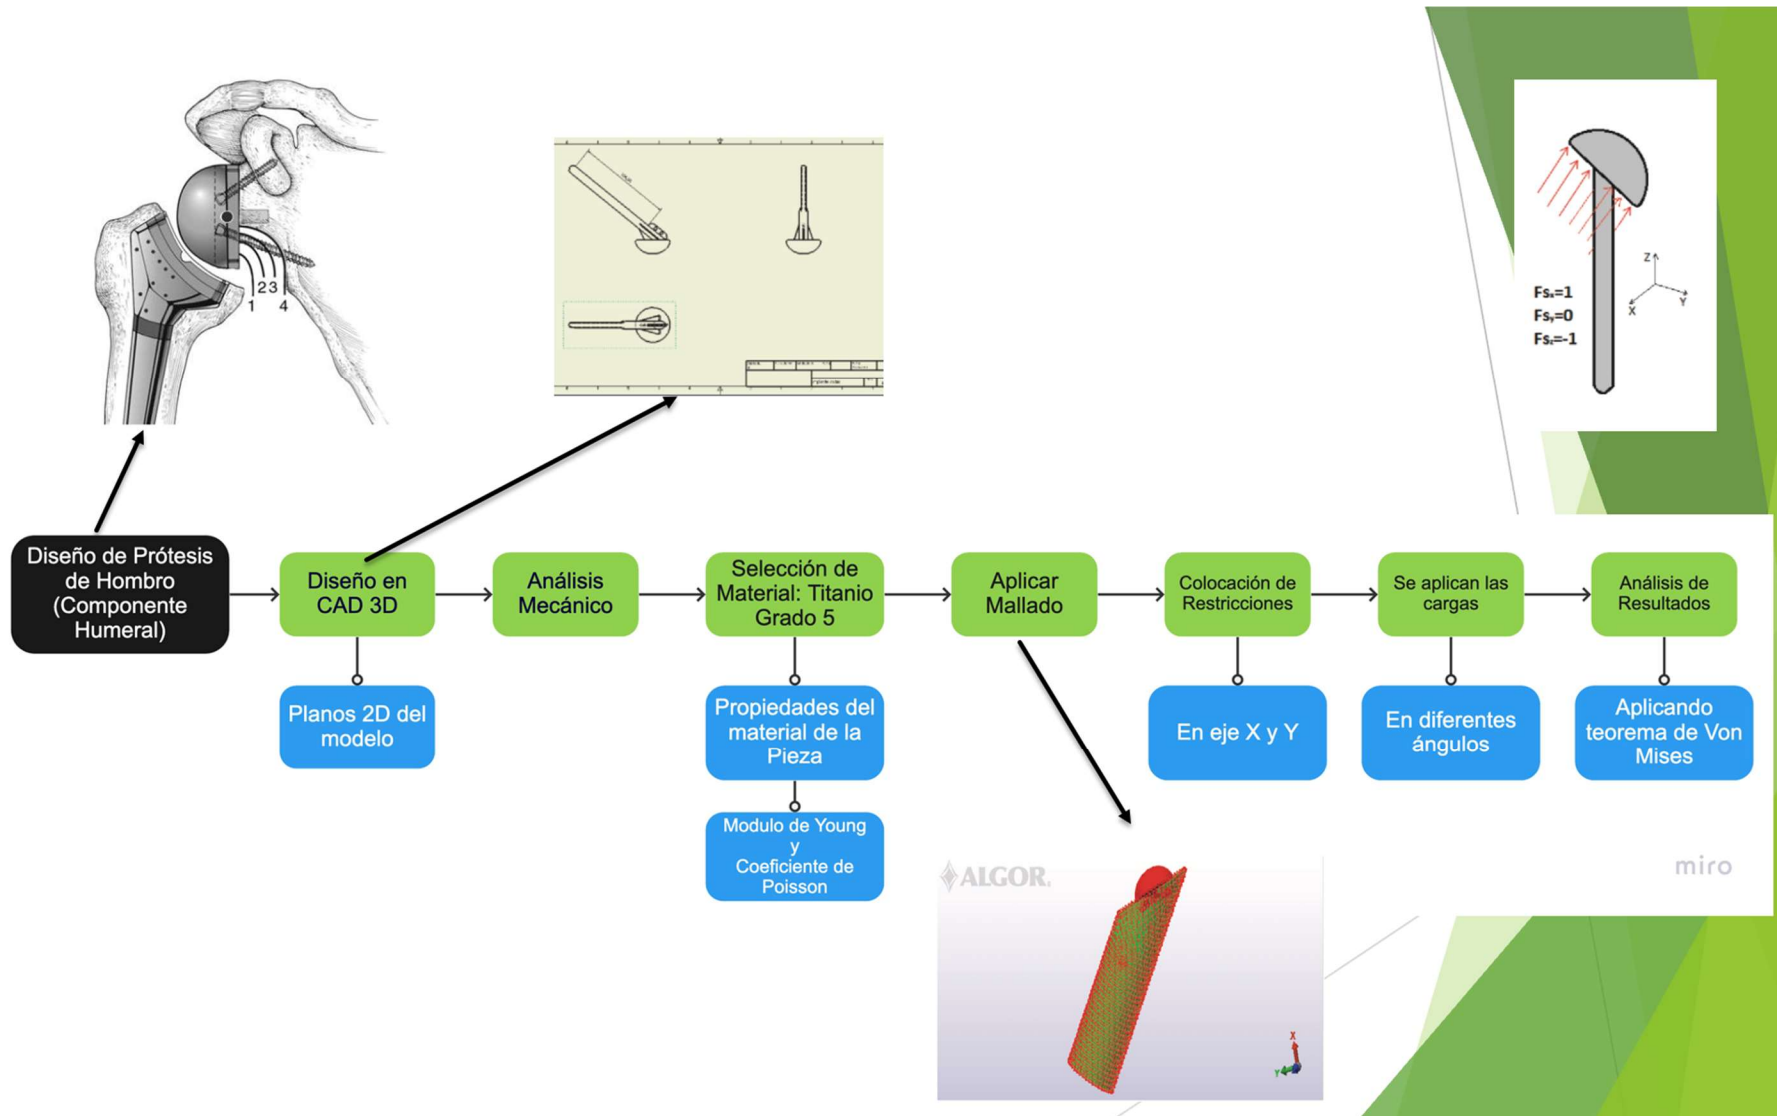 1
2
3
4
Fsₓ=1
Fsᵧ=0
Fs₂=-1
Z
X
Y
Diseño de Prótesis
de Hombro
(Componente
Humeral)
Diseño en
CAD 3D
Análisis
Mecánico
Selección de
Material: Titanio
Grado 5
Aplicar
Mallado
Colocación de
Restricciones
Se aplican las
cargas
Análisis de
Resultados
Planos 2D del
modelo
Propiedades del
material de la
Pieza
Modulo de Young
y
Coeficiente de
Poisson
En eje X y Y
En diferentes
ángulos
Aplicando
teorema de Von
Mises
miro
ALGOR.
X
Y